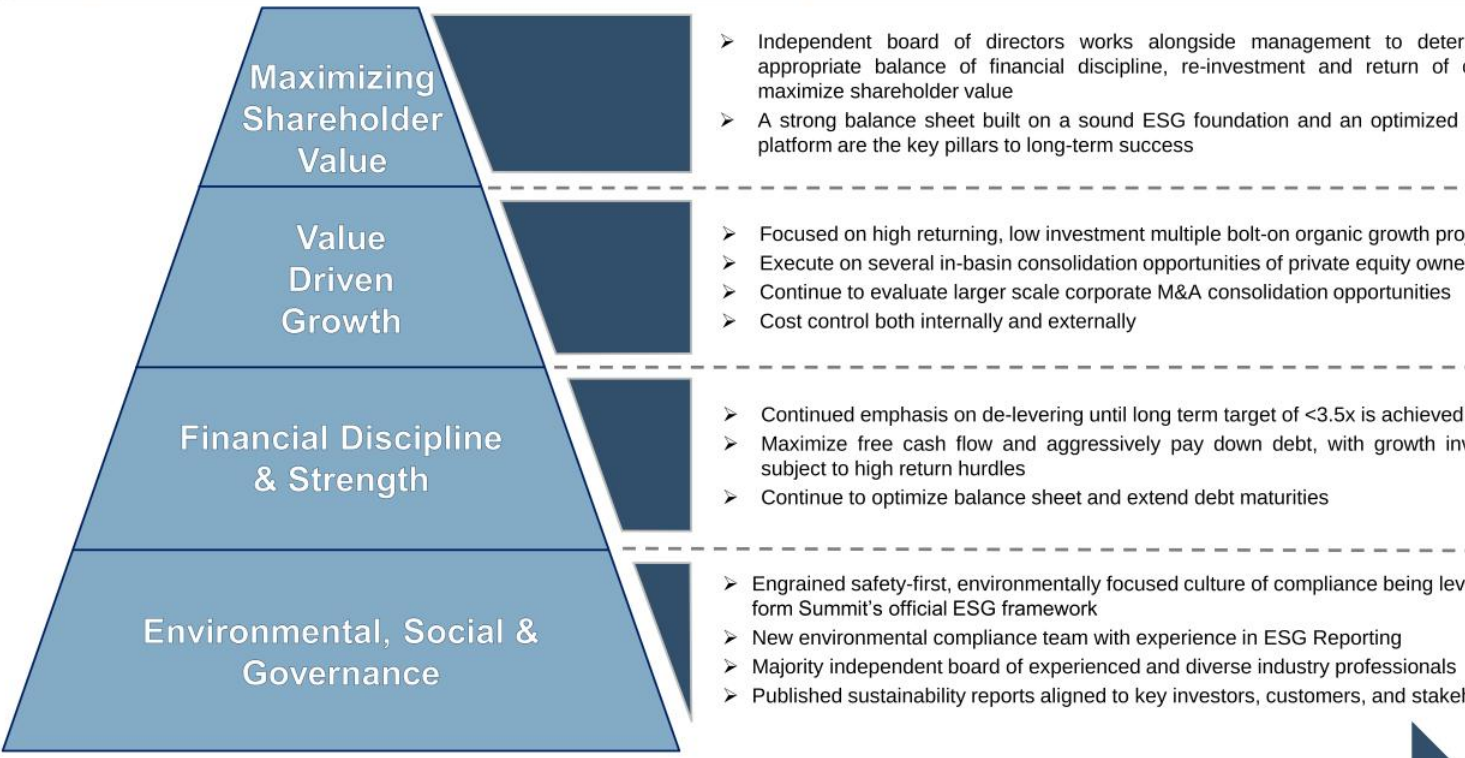 Maximizing
Shareholder
Value
➢ Independent board of directors works alongside management to
appropriate balance of financial discipline, re-investment and return of
maximize shareholder value
➢ A strong balance sheet built on a sound ESG foundation and an optimized
platform are the key pillars to long-term success
Value
Driven
Growth
➢ Focused on high returning, low investment multiple bolt-on organic growth
➢ Execute on several in-basin consolidation opportunities of private equity
➢ Continue to evaluate larger scale corporate M&A consolidation opportunities
➢ Cost control both internally and externally
Financial Discipline
& Strength
➢ Continued emphasis on de-levering until long term target of <3.5x is achieved
➢ Maximize free cash flow and aggressively pay down debt, with growth
subject to high return hurdles
➢ Continue to optimize balance sheet and extend debt maturities
Environmental, Social &
Governance
➢ Engrained safety-first, environmentally focused culture of compliance being
form Summit’s official ESG framework
➢ New environmental compliance team with experience in ESG Reporting
➢ Majority independent board of experienced and diverse industry professionals
➢ Published sustainability reports aligned to key investors, customers, and